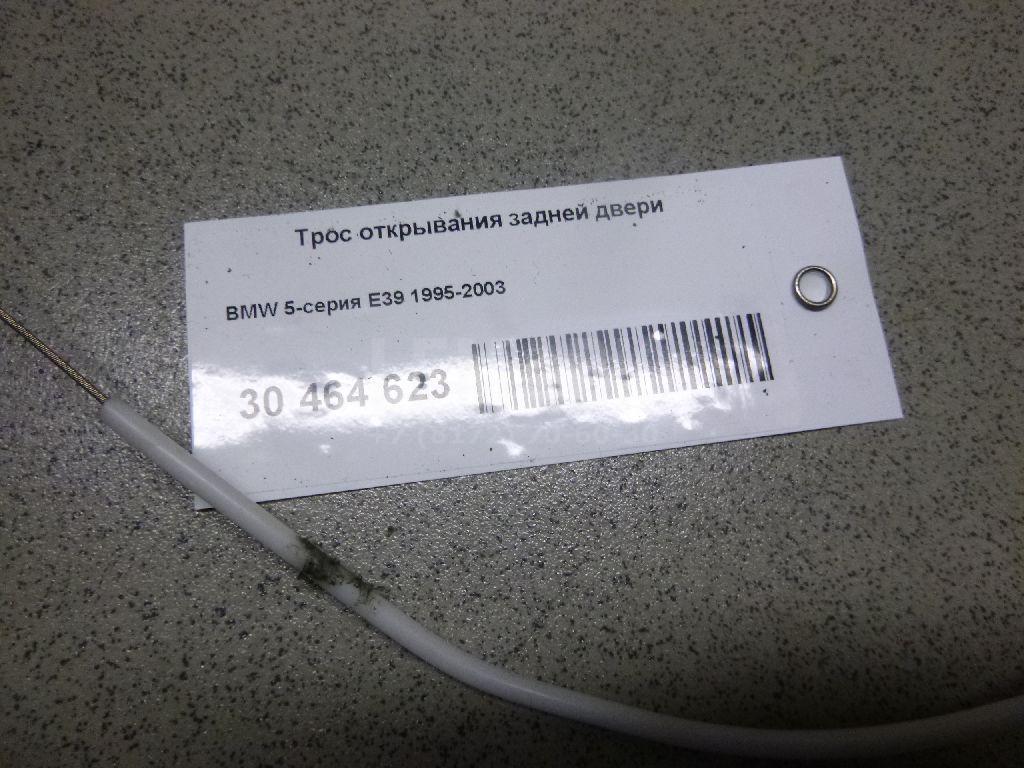 Трос открывания задней двери
BMW 5-серия E39 1995-2003
30 464 623